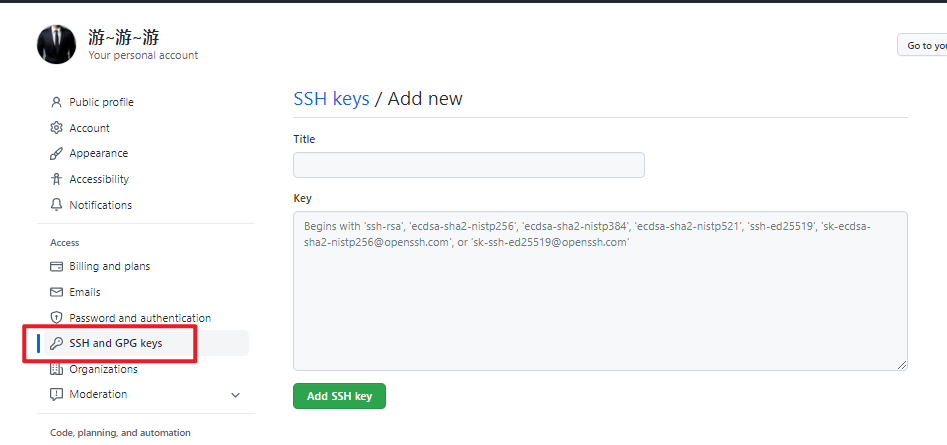 游~游~游
Your personal account
Go to you
Public profile
Account
Appearance
Accessibility
Notifications
Access
Billing and plans
Emails
Password and authentication
SSH and GPG keys
Organizations
Moderation
Code, planning, and automation
SSH keys / Add new
Title
Key
Begins with 'ssh-rsa', 'ecdsa-sha2-nistp256', 'ecdsa-sha2-nistp384', 'ecdsa-sha2-nistp521', 'ssh-ed25519', 'sk-ecdsa-
sha2-nistp256@openssh.com', or 'sk-ssh-ed25519@openssh.com'
Add SSH key